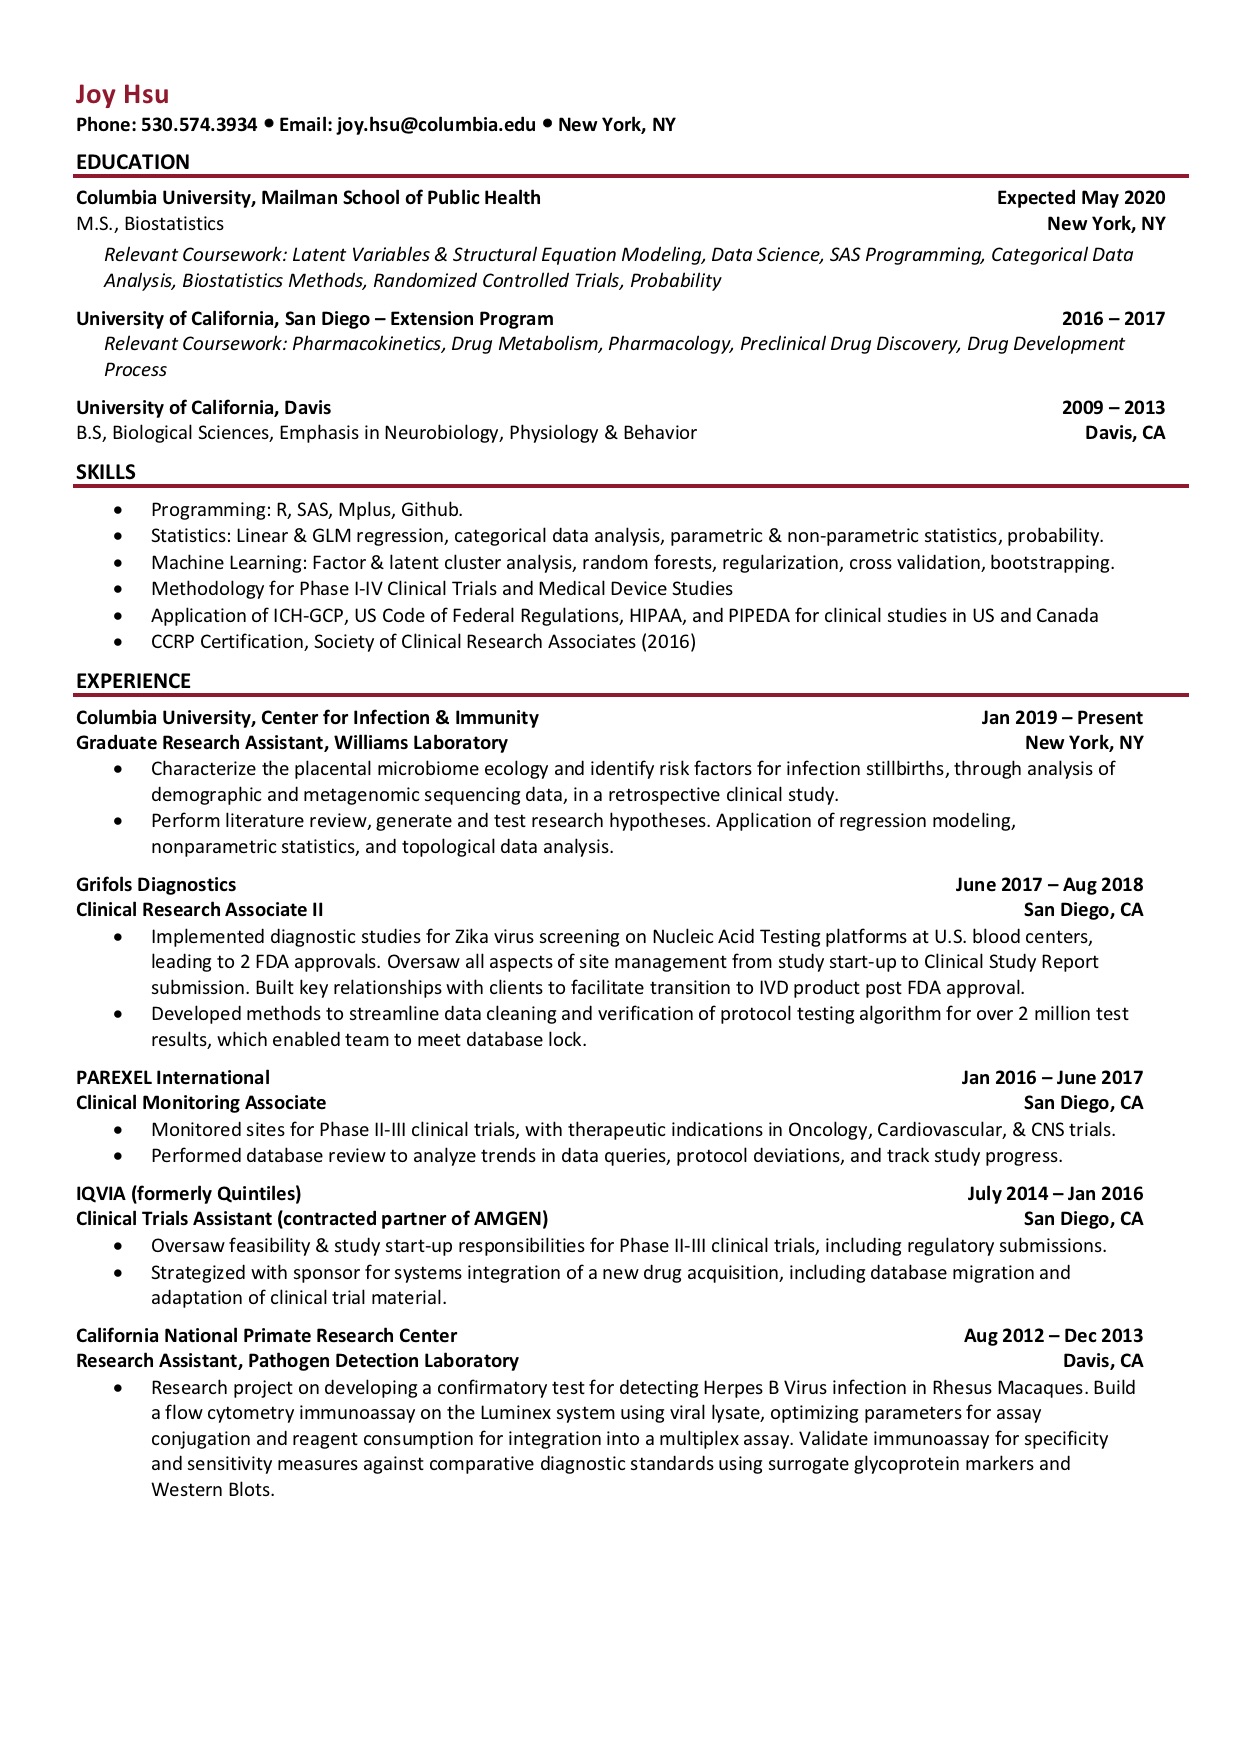 Joy Hsu
Phone: 530.574.3934 • Email: joy.hsu@columbia.edu • New York, NY
EDUCATION
Columbia University, Mailman School of Public Health Expected May 2020
M.S., Biostatistics New York, NY
Relevant Coursework: Latent Variables & Structural Equation Modeling, Data Science, SAS Programming, Categorical Data
Analysis, Biostatistics Methods, Randomized Controlled Trials, Probability
University of California, San Diego – Extension Program 2016 – 2017
Relevant Coursework: Pharmacokinetics, Drug Metabolism, Pharmacology, Preclinical Drug Discovery, Drug Development
Process
University of California, Davis 2009 – 2013
B.S, Biological Sciences, Emphasis in Neurobiology, Physiology & Behavior Davis, CA
SKILLS
• Programming: R, SAS, Mplus, Github.
• Statistics: Linear & GLM regression, categorical data analysis, parametric & non-parametric statistics, probability.
• Machine Learning: Factor & latent cluster analysis, random forests, regularization, cross validation, bootstrapping.
• Methodology for Phase I-IV Clinical Trials and Medical Device Studies
• Application of ICH-GCP, US Code of Federal Regulations, HIPAA, and PIPEDA for clinical studies in US and Canada
• CCRP Certification, Society of Clinical Research Associates (2016)
EXPERIENCE
Columbia University, Center for Infection & Immunity Jan 2019 – Present
Graduate Research Assistant, Williams Laboratory New York, NY
• Characterize the placental microbiome ecology and identify risk factors for infection stillbirths, through analysis of
demographic and metagenomic sequencing data, in a retrospective clinical study.
• Perform literature review, generate and test research hypotheses. Application of regression modeling,
nonparametric statistics, and topological data analysis.
Grifols Diagnostics June 2017 – Aug 2018
Clinical Research Associate II San Diego, CA
• Implemented diagnostic studies for Zika virus screening on Nucleic Acid Testing platforms at U.S. blood centers,
leading to 2 FDA approvals. Oversaw all aspects of site management from study start-up to Clinical Study Report
submission. Built key relationships with clients to facilitate transition to IVD product post FDA approval.
• Developed methods to streamline data cleaning and verification of protocol testing algorithm for over 2 million test
results, which enabled team to meet database lock.
PAREXEL International Jan 2016 – June 2017
Clinical Monitoring Associate San Diego, CA
• Monitored sites for Phase II-III clinical trials, with therapeutic indications in Oncology, Cardiovascular, & CNS trials.
• Performed database review to analyze trends in data queries, protocol deviations, and track study progress.
IQVIA (formerly Quintiles) July 2014 – Jan 2016
Clinical Trials Assistant (contracted partner of AMGEN) San Diego, CA
• Oversaw feasibility & study start-up responsibilities for Phase II-III clinical trials, including regulatory submissions.
• Strategized with sponsor for systems integration of a new drug acquisition, including database migration and
adaptation of clinical trial material.
California National Primate Research Center Aug 2012 – Dec 2013
Research Assistant, Pathogen Detection Laboratory Davis, CA
• Research project on developing a confirmatory test for detecting Herpes B Virus infection in Rhesus Macaques. Build
a flow cytometry immunoassay on the Luminex system using viral lysate, optimizing parameters for assay
conjugation and reagent consumption for integration into a multiplex assay. Validate immunoassay for specificity
and sensitivity measures against comparative diagnostic standards using surrogate glycoprotein markers and
Western Blots.